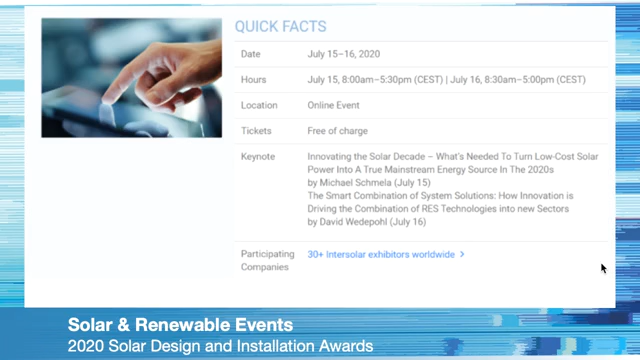 QUICK FACTS
Date July 15–16, 2020
Hours July 15, 8:00am–5:30pm (CEST) | July 16, 8:30am–5:00pm (CEST)
Location Online Event
Tickets Free of charge
Keynote Innovating the Solar Decade – What's Needed To Turn Low-Cost Solar
Power Into A True Mainstream Energy Source In The 2020s
by Michael Schmela (July 15)
The Smart Combination of System Solutions: How Innovation is
Driving the Combination of RES Technologies into new Sectors
by David Wedepohl (July 16)
Participating 30+ Intersolar exhibitors worldwide >
Companies
Solar & Renewable Events
2020 Solar Design and Installation Awards